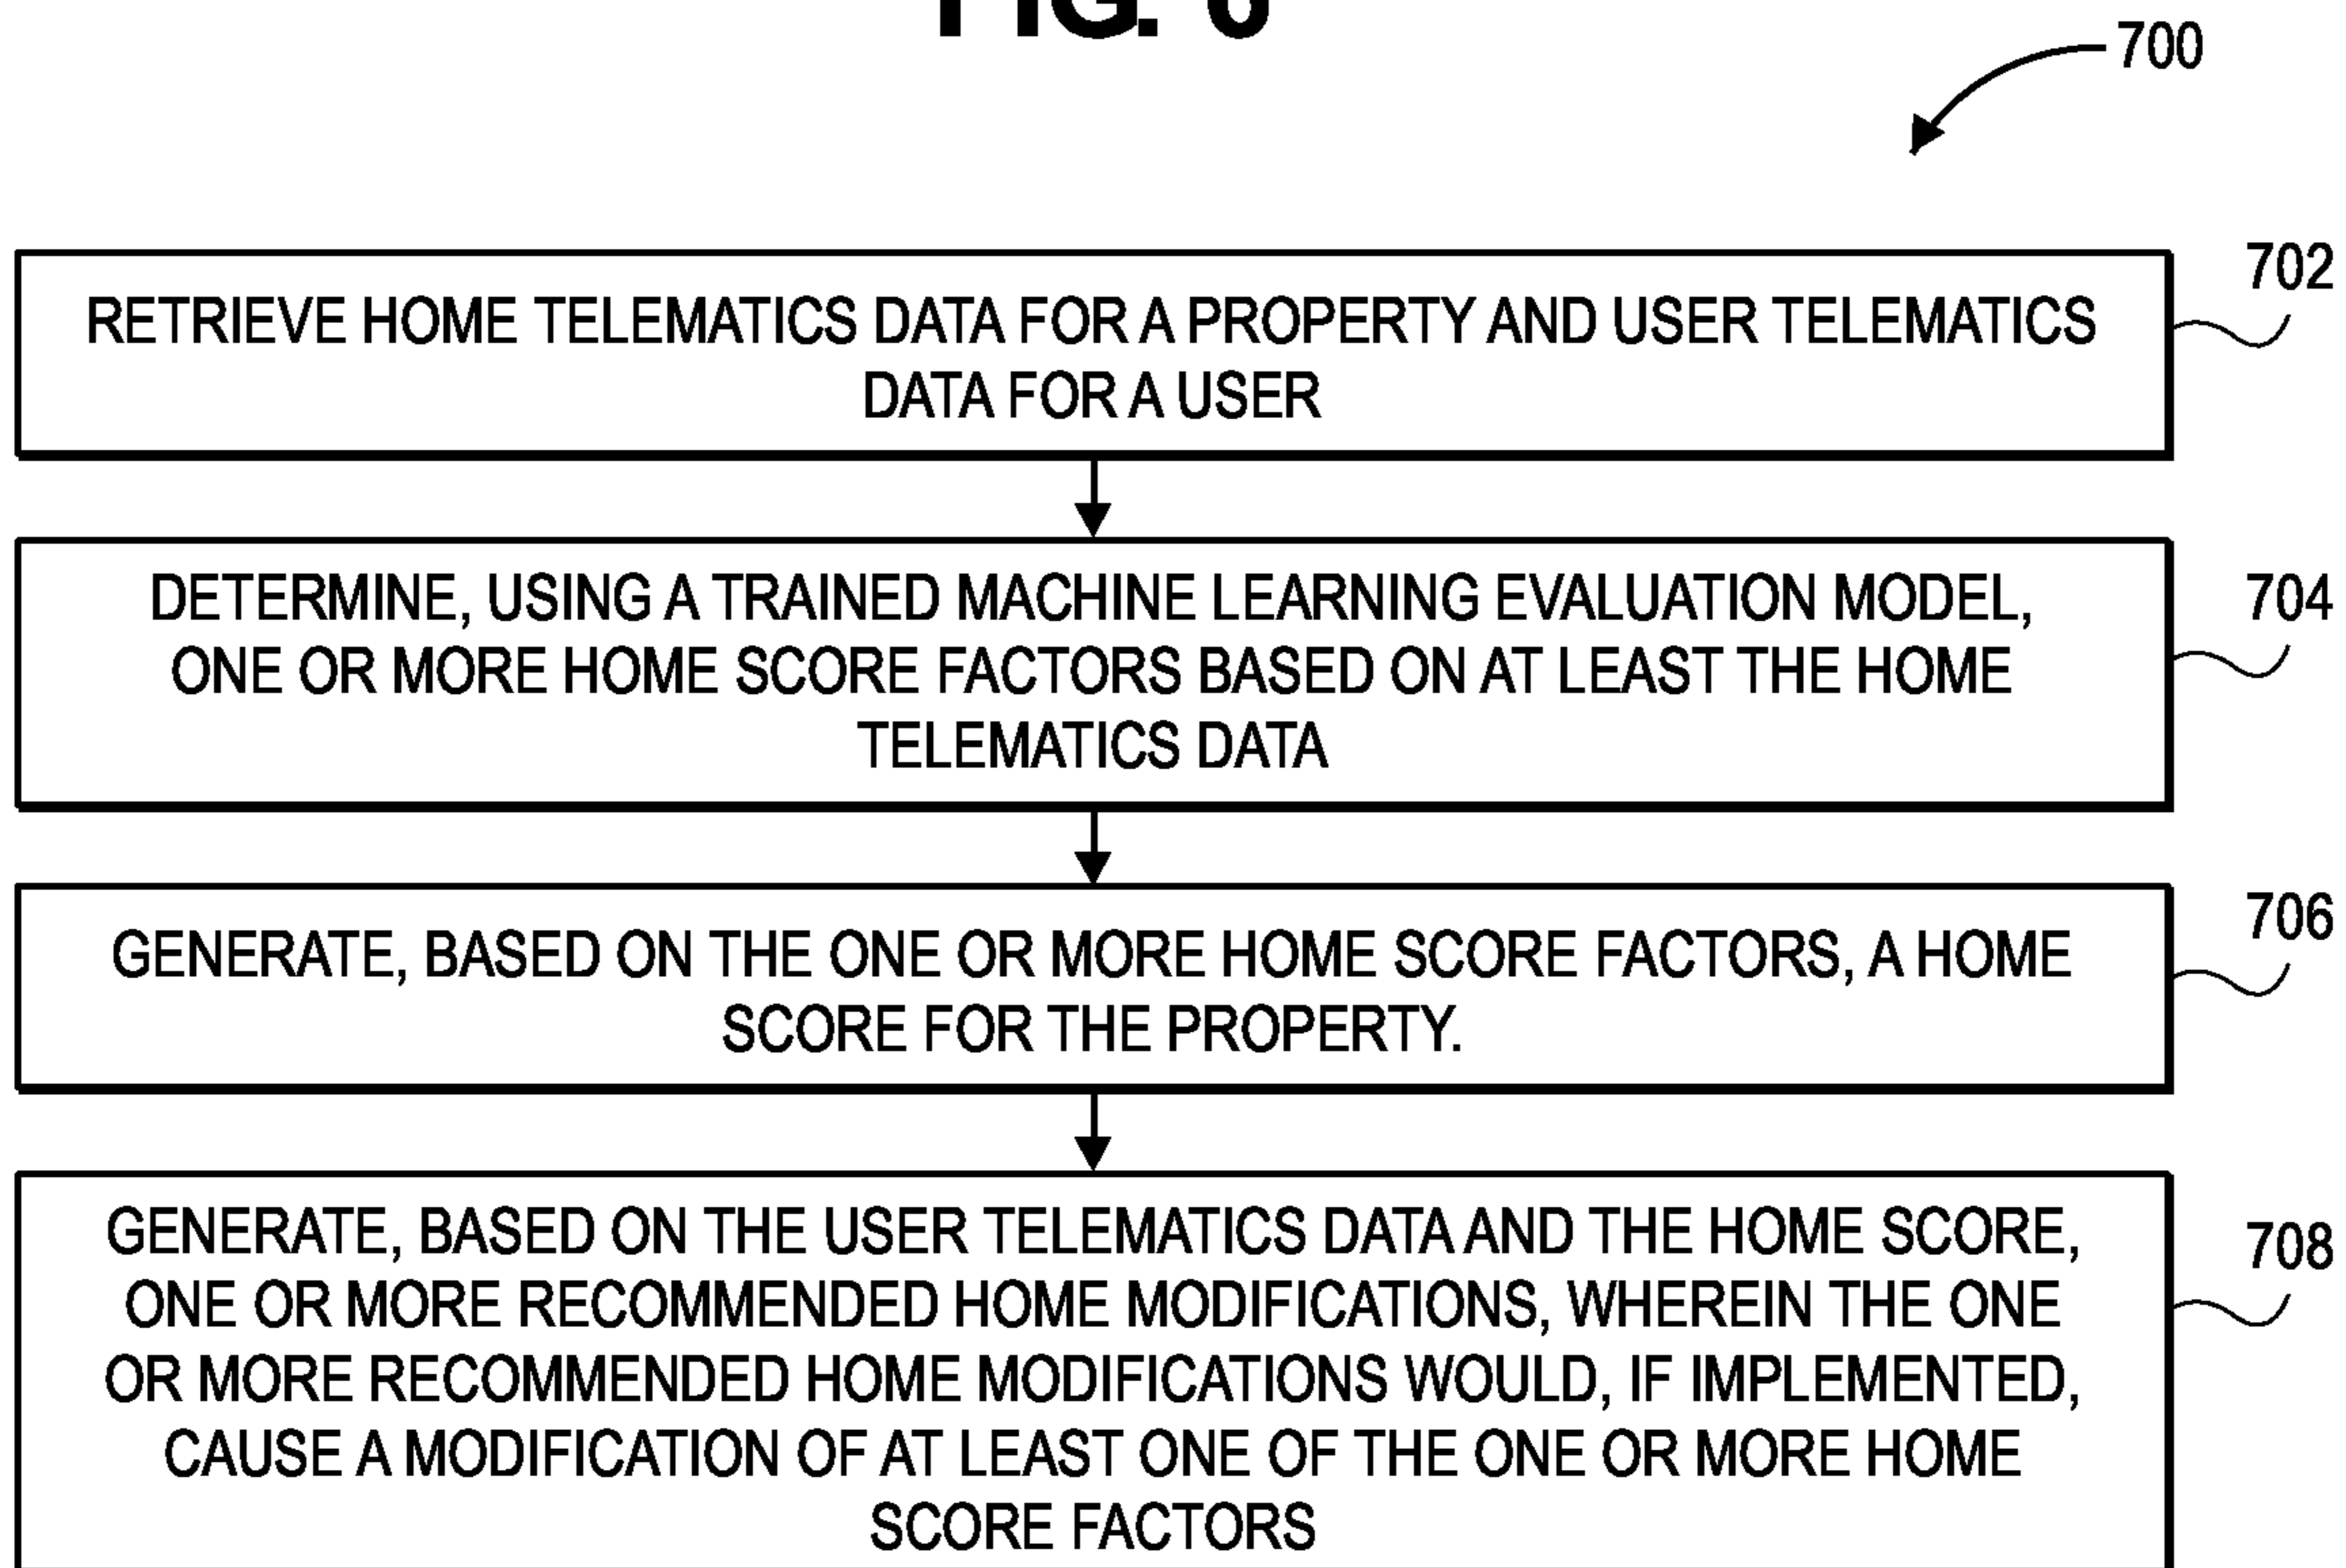 FIG. 6
700
702
RETRIEVE HOME TELEMATICS DATA FOR A PROPERTY AND USER TELEMATICS
DATA FOR A USER
704
DETERMINE, USING A TRAINED MACHINE LEARNING EVALUATION MODEL,
ONE OR MORE HOME SCORE FACTORS BASED ON AT LEAST THE HOME
TELEMATICS DATA
706
GENERATE, BASED ON THE ONE OR MORE HOME SCORE FACTORS, A HOME
SCORE FOR THE PROPERTY.
708
GENERATE, BASED ON THE USER TELEMATICS DATA AND THE HOME SCORE,
ONE OR MORE RECOMMENDED HOME MODIFICATIONS, WHEREIN THE ONE
OR MORE RECOMMENDED HOME MODIFICATIONS WOULD, IF IMPLEMENTED,
CAUSE A MODIFICATION OF AT LEAST ONE OF THE ONE OR MORE HOME
SCORE FACTORS